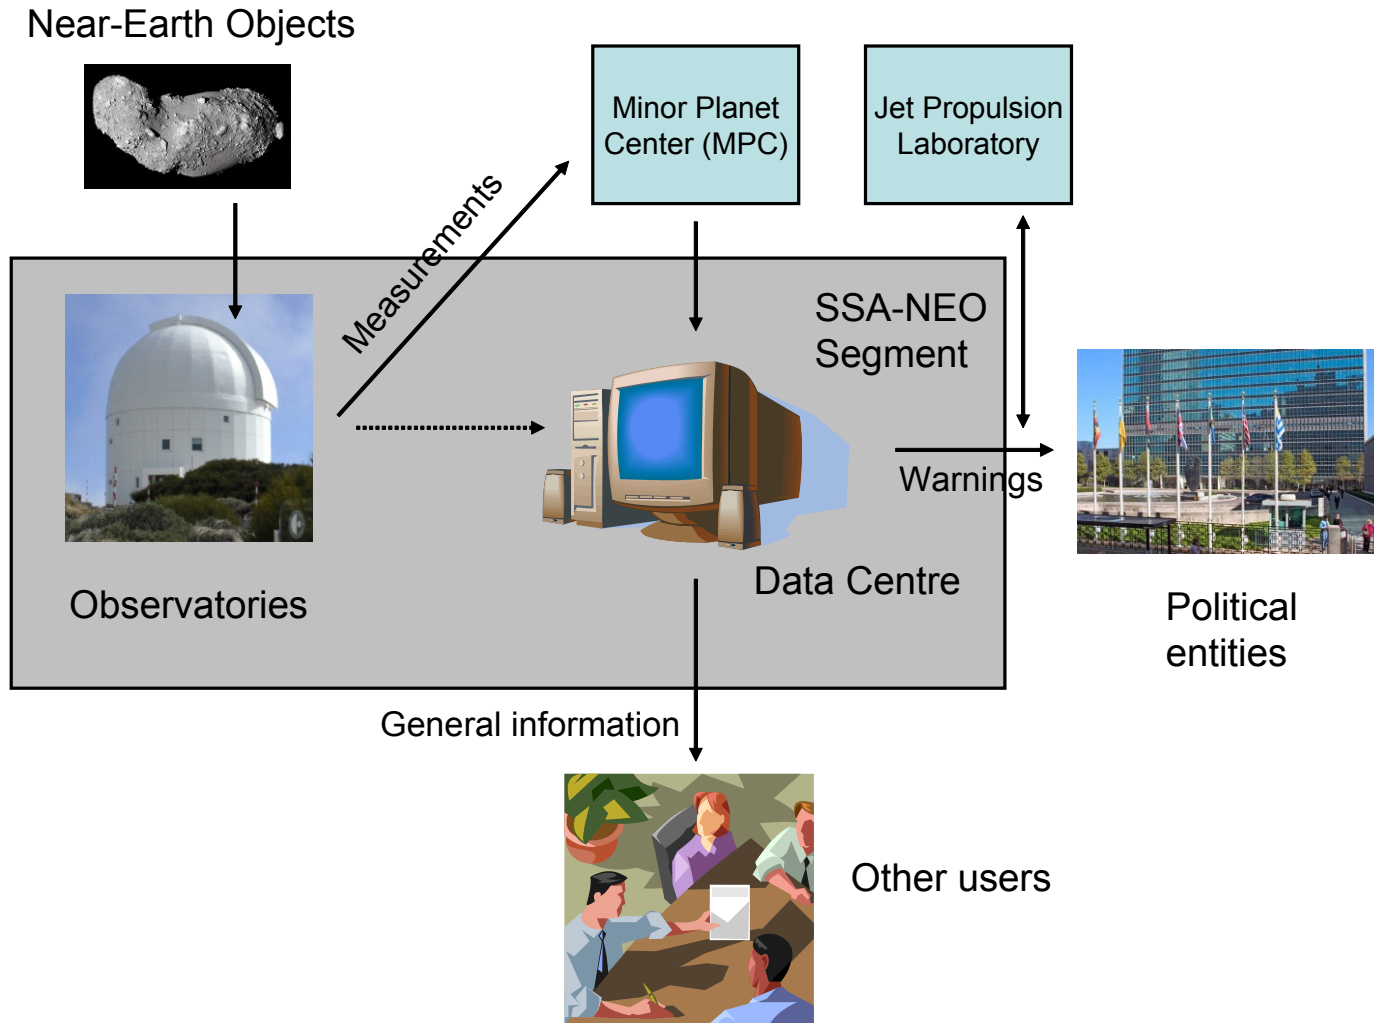 Near-Earth Objects
Minor Planet
Center (MPC)
Jet Propulsion
Laboratory
Measurements
SSA-NEO
Segment
Warnings
Data Centre
Observatories
Political
entities
General information
Other users